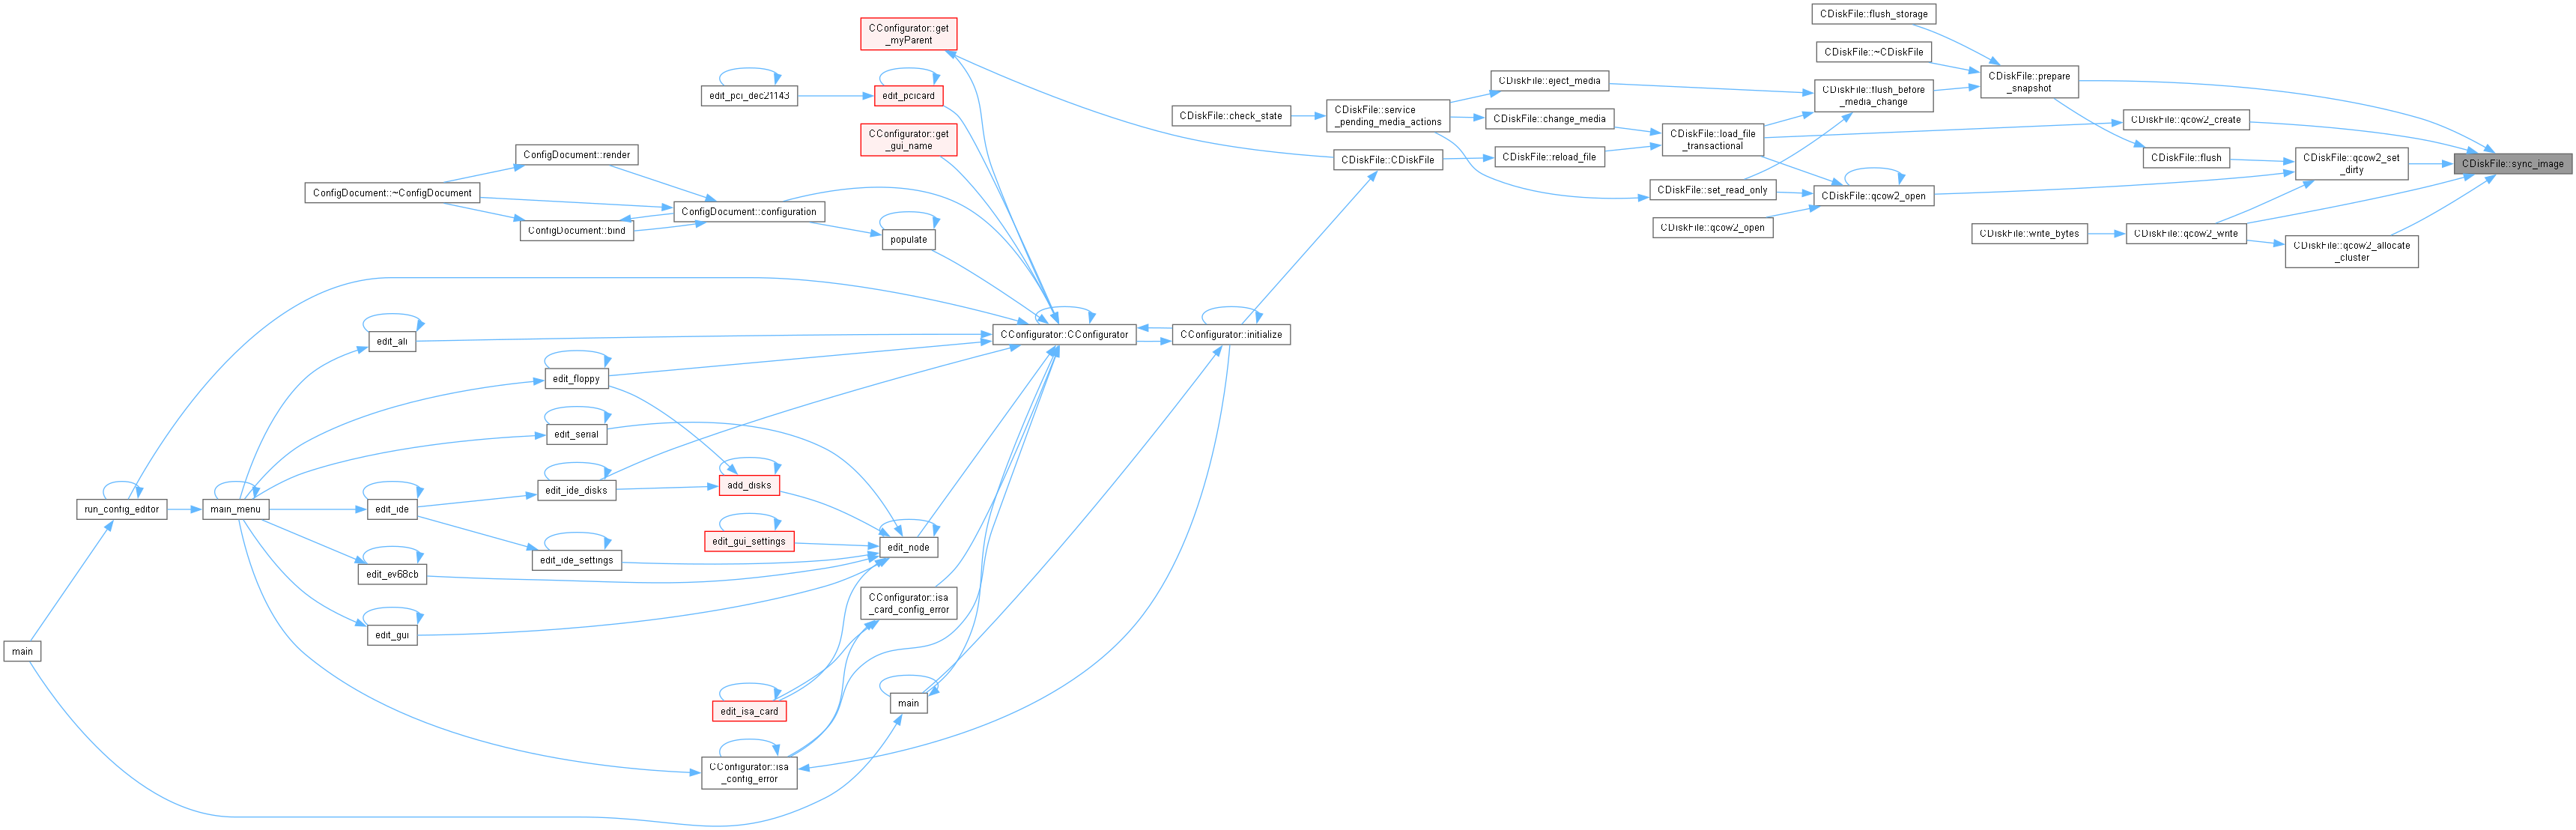 CDiskFile::flush_storage
CConfigurator::get
_myParent
CDiskFile::~CDiskFile
CDiskFile::prepare
_snapshot
CDiskFile::eject_media
edit_pci_dec21143
edit_pcicard
CDiskFile::flush_before
_media_change
CDiskFile::service
_pending_media_actions
CDiskFile::check_state
CDiskFile::change_media
CDiskFile::qcow2_create
CConfigurator::get
_gui_name
CDiskFile::load_file
_transactional
ConfigDocument::render
CDiskFile::reload_file
CDiskFile::CDiskFile
CDiskFile::flush
CDiskFile::qcow2_set
_dirty
CDiskFile::sync_image
ConfigDocument::~ConfigDocument
CDiskFile::set_read_only
CDiskFile::qcow2_open
ConfigDocument::configuration
ConfigDocument::bind
CDiskFile::qcow2_open
populate
CDiskFile::write_bytes
CDiskFile::qcow2_write
CDiskFile::qcow2_allocate
_cluster
CConfigurator::CConfigurator
CConfigurator::initialize
edit_ali
edit_floppy
edit_serial
add_disks
edit_ide_disks
run_config_editor
main_menu
edit_ide
edit_gui_settings
edit_node
edit_ide_settings
edit_ev68cb
CConfigurator::isa
_card_config_error
edit_gui
main
main
edit_isa_card
CConfigurator::isa
_config_error